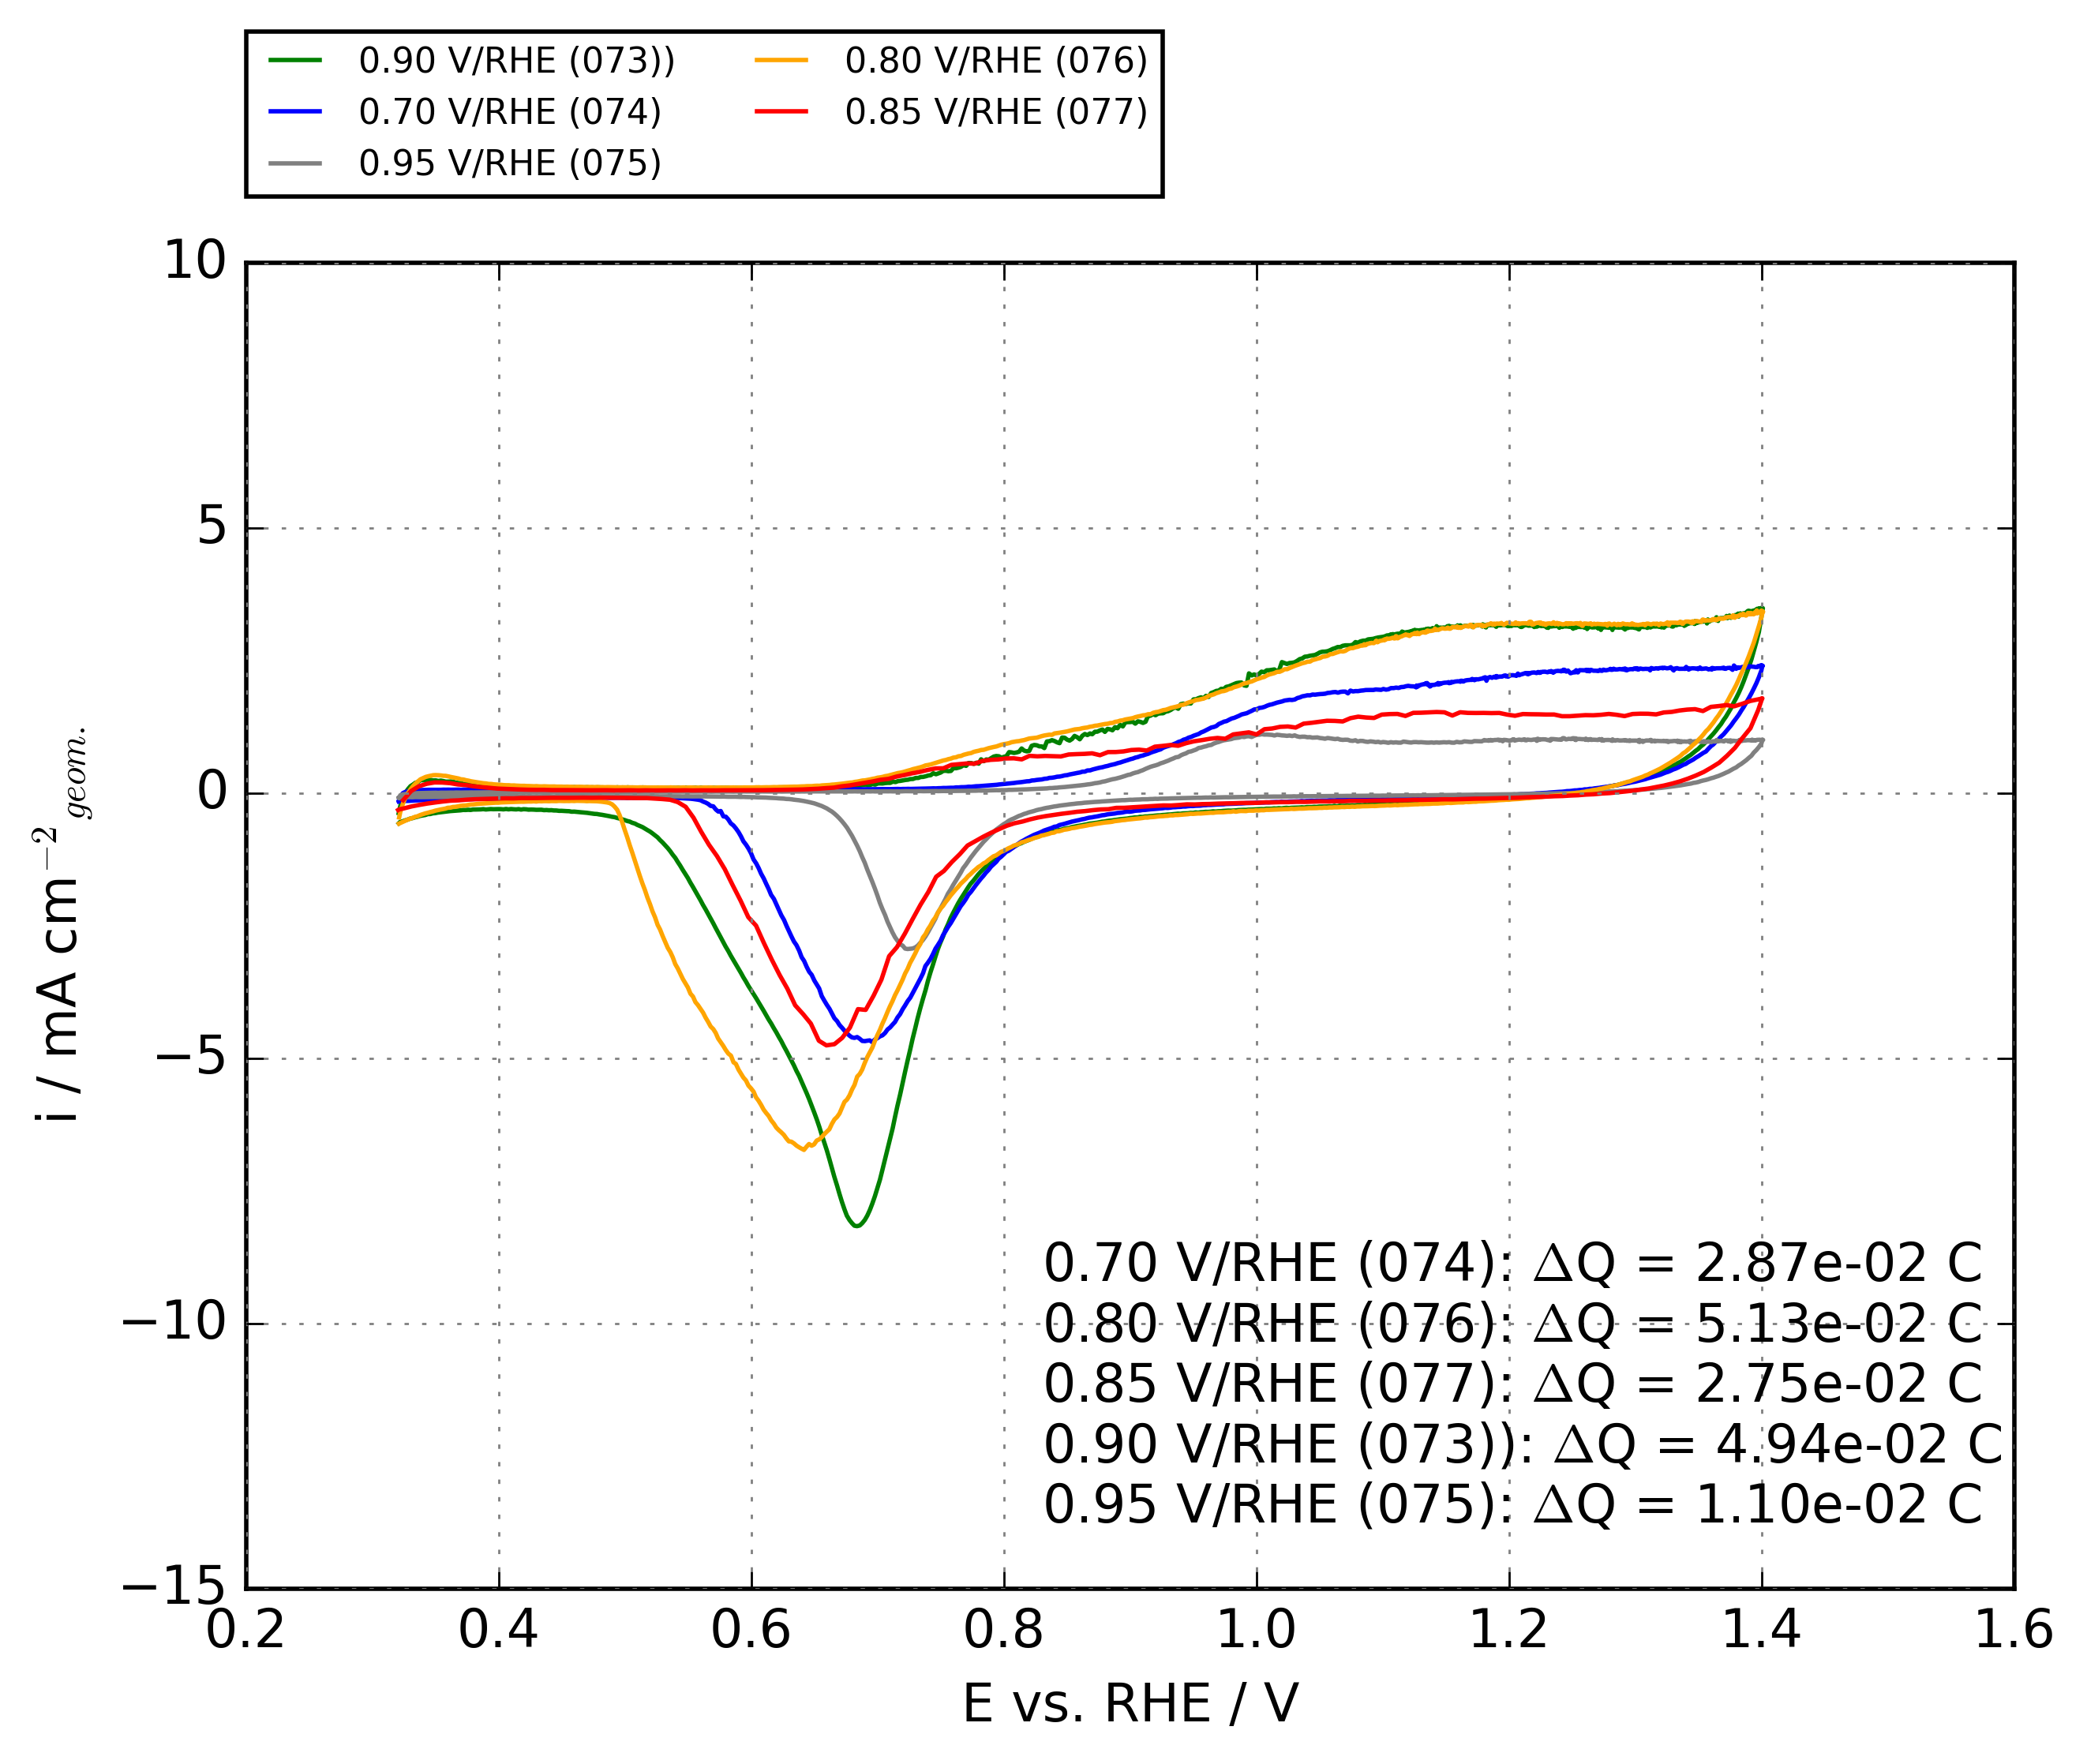 0.90 V/RHE (073))
0.70 V/RHE (074)
0.95 V/RHE (075)
0.80 V/RHE (076)
0.85 V/RHE (077)
10
5
0
−5
−10
−15
i / mA cm⁻² geom.
0.70 V/RHE (074): ΔQ = 2.87e-02 C
0.80 V/RHE (076): ΔQ = 5.13e-02 C
0.85 V/RHE (077): ΔQ = 2.75e-02 C
0.90 V/RHE (073)): ΔQ = 4.94e-02 C
0.95 V/RHE (075): ΔQ = 1.10e-02 C
0.2 0.4 0.6 0.8 1.0 1.2 1.4 1.6
E vs. RHE / V